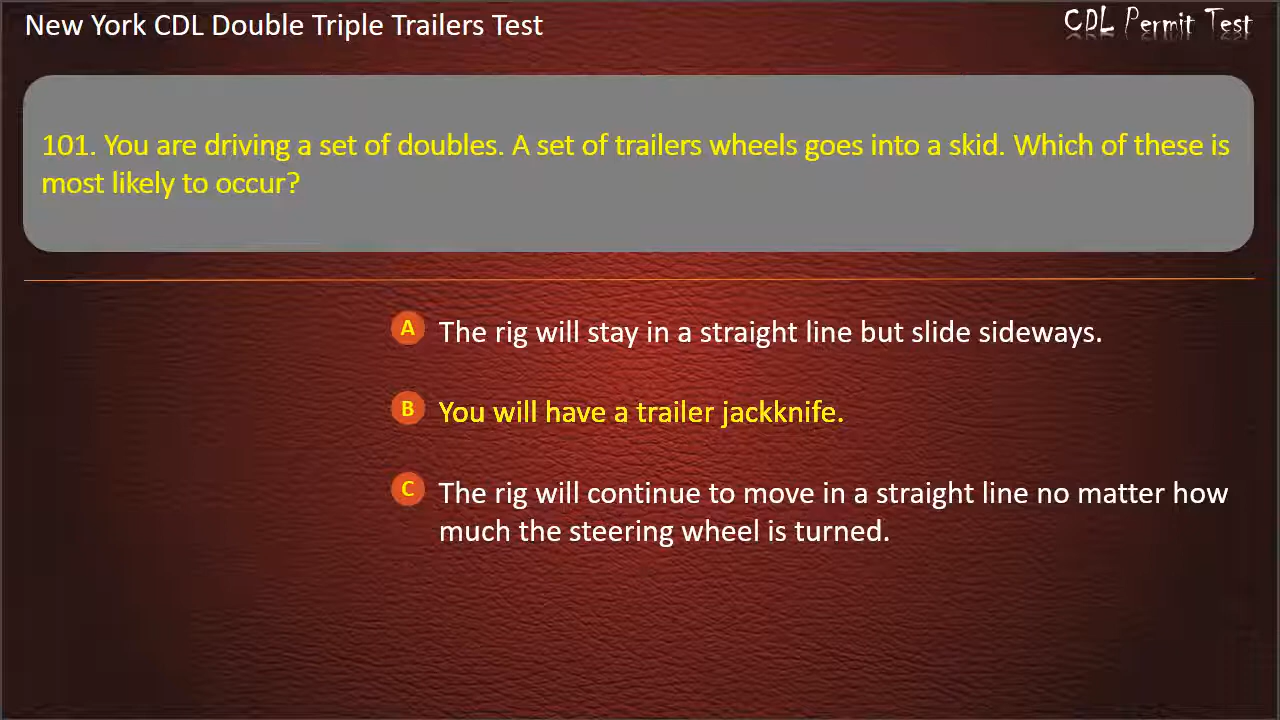 New York CDL Double Triple Trailers Test
CDL Permit Test
101. You are driving a set of doubles. A set of trailers wheels goes into a skid. Which of these is
most likely to occur?
A The rig will stay in a straight line but slide sideways.
B You will have a trailer jackknife.
C The rig will continue to move in a straight line no matter how
much the steering wheel is turned.